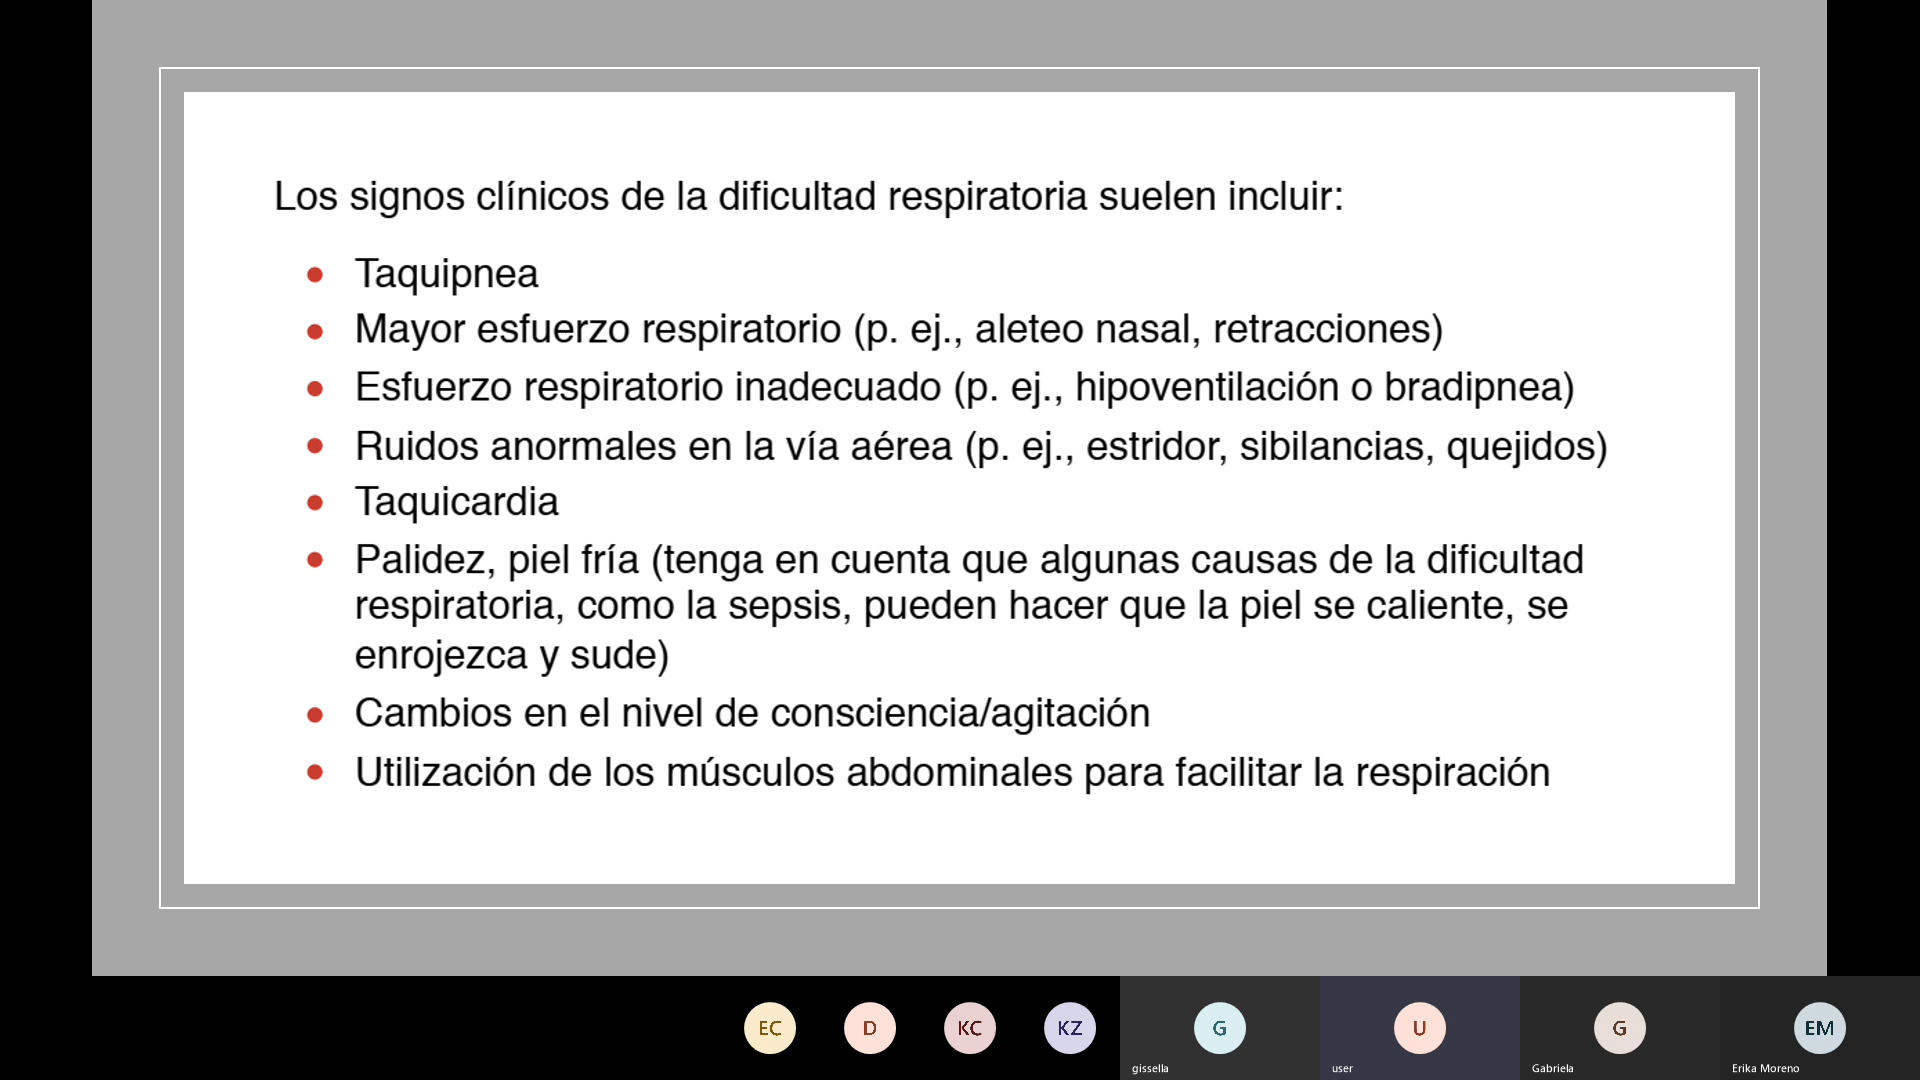 Los signos clínicos de la dificultad respiratoria suelen incluir:
• Taquipnea
• Mayor esfuerzo respiratorio (p. ej., aleteo nasal, retracciones)
• Esfuerzo respiratorio inadecuado (p. ej., hipoventilación o bradipnea)
• Ruidos anormales en la vía aérea (p. ej., estridor, sibilancias, quejidos)
• Taquicardia
• Palidez, piel fría (tenga en cuenta que algunas causas de la dificultad
respiratoria, como la sepsis, pueden hacer que la piel se caliente, se
enrojezca y sude)
• Cambios en el nivel de consciencia/agitación
• Utilización de los músculos abdominales para facilitar la respiración
EC
D
KC
KZ
G
U
G
EM
gissella
user
Gabriela
Erika Moreno